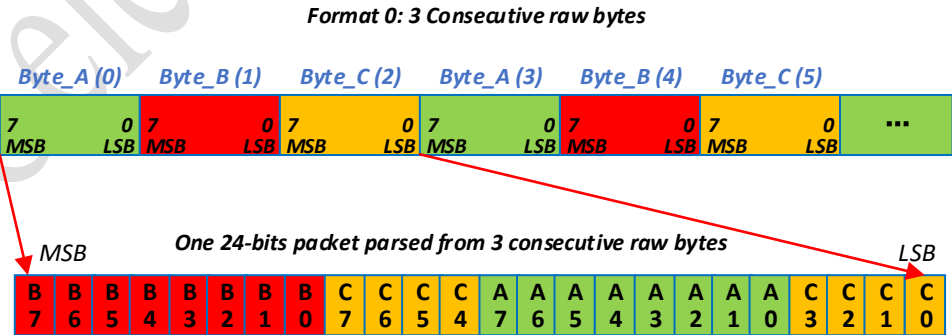 Format 0: 3 Consecutive raw bytes
Byte_A (0) Byte_B (1) Byte_C (2) Byte_A (3) Byte_B (4) Byte_C (5)
7 0 7 0 7 0 7 0 7 0 7 0 ...
MSB LSB MSB LSB MSB LSB MSB LSB MSB LSB MSB LSB
MSB One 24-bits packet parsed from 3 consecutive raw bytes LSB
B B B B B B B B C C C C A A A A A A A A C C C C
7 6 5 4 3 2 1 0 7 6 5 4 7 6 5 4 3 2 1 0 3 2 1 0